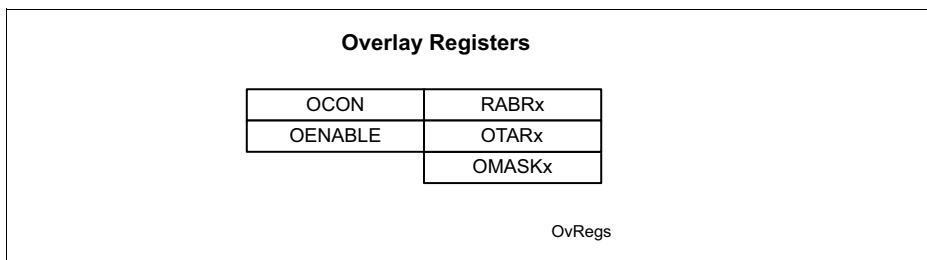 Overlay Registers
OCON RABRx
OENABLE OTARx
OMASKx
OvRegs